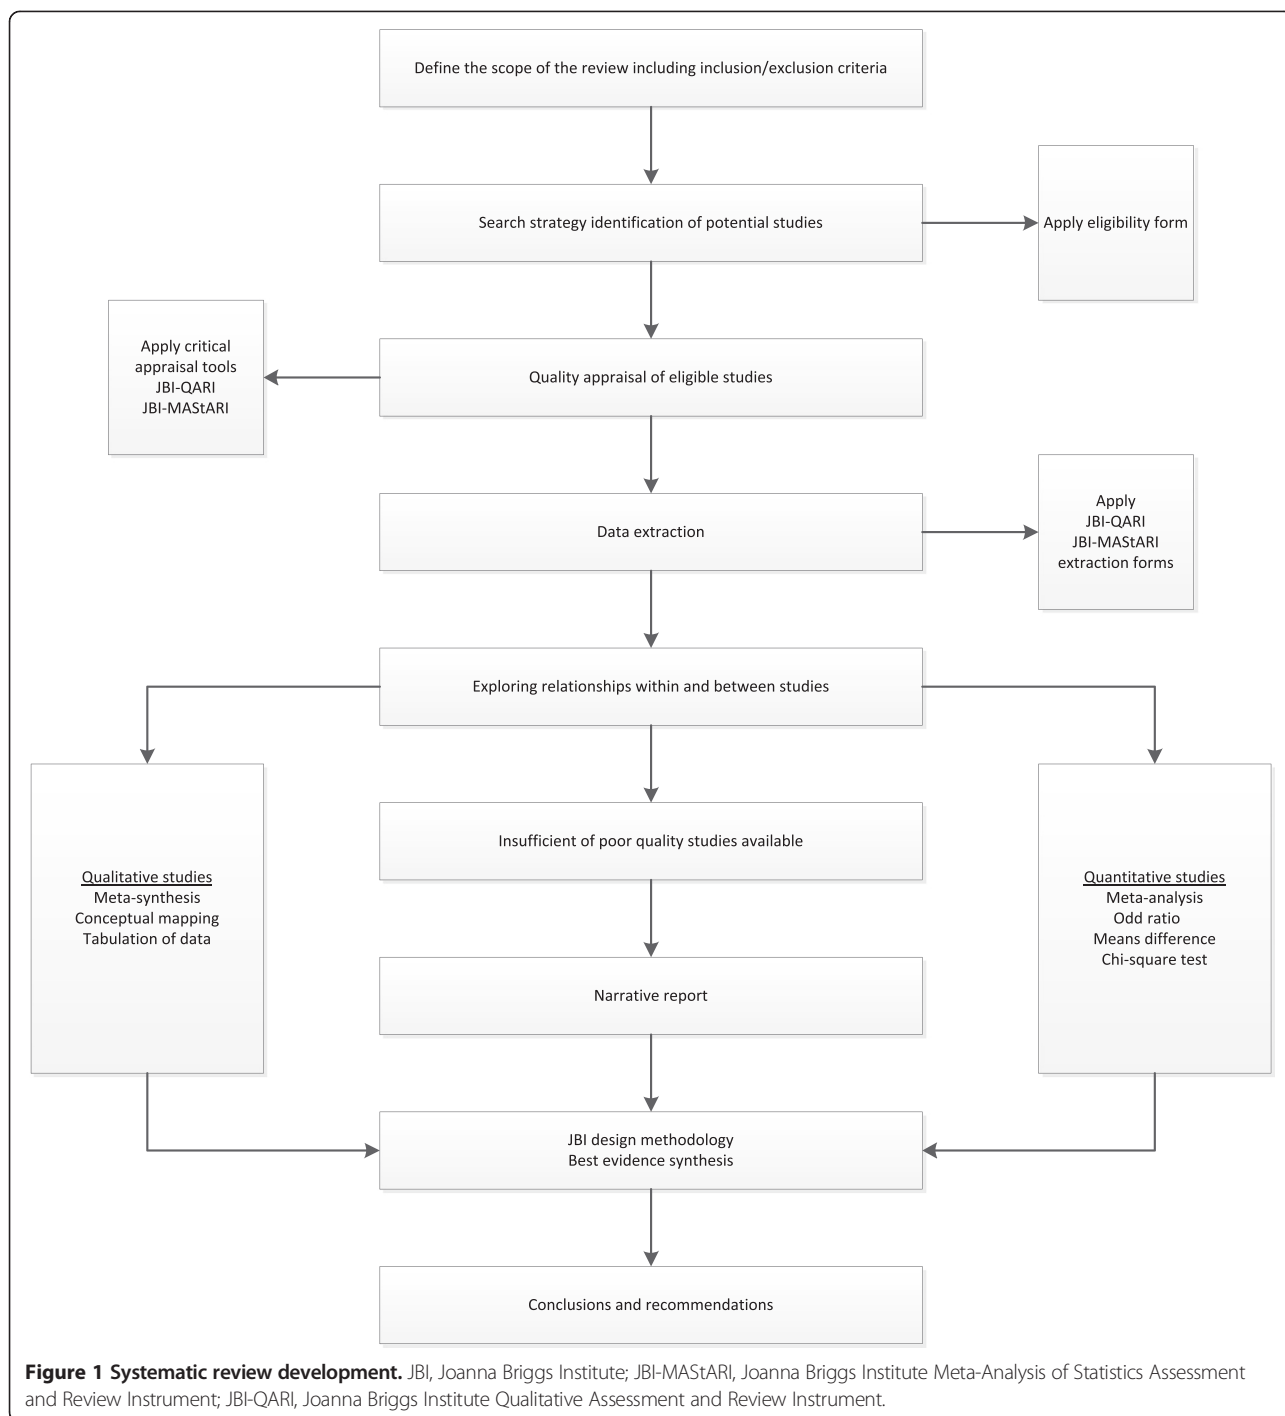 Define the scope of the review including inclusion/exclusion criteria
Search strategy identification of potential studies
Apply eligibility form
Apply critical
appraisal tools
JBI-QARI
JBI-MAStARI
Quality appraisal of eligible studies
Data extraction
Apply
JBI-QARI
JBI-MAStARI
extraction forms
Exploring relationships within and between studies
Qualitative studies
Meta-synthesis
Conceptual mapping
Tabulation of data
Insufficient of poor quality studies available
Quantitative studies
Meta-analysis
Odd ratio
Means difference
Chi-square test
Narrative report
JBI design methodology
Best evidence synthesis
Conclusions and recommendations
Figure 1 Systematic review development. JBI, Joanna Briggs Institute; JBI-MAStARI, Joanna Briggs Institute Meta-Analysis of Statistics Assessment
and Review Instrument; JBI-QARI, Joanna Briggs Institute Qualitative Assessment and Review Instrument.